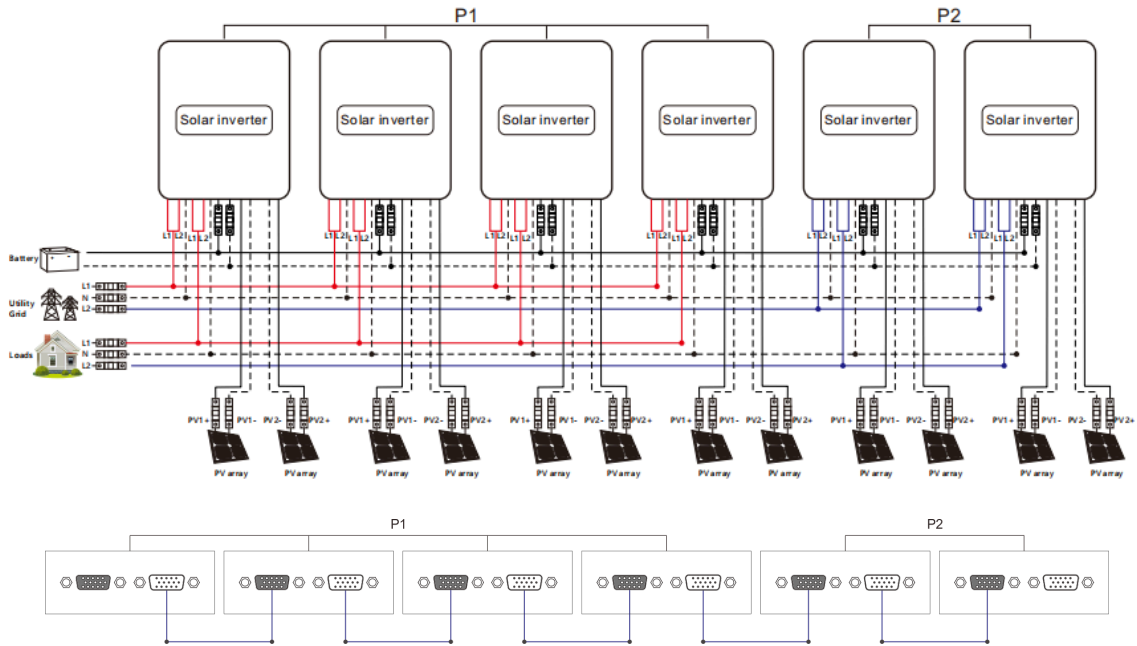 P1 P2
Solar inverter Solar inverter Solar inverter Solar inverter Solar inverter Solar inverter
L1 L2 L1 L2 L1 L2 L1 L2 L1 L2 L1 L2 L1 L2 L1 L2 L1 L2 L1 L2 L1 L2 L1 L2
Battery
L1
Utility
Grid
N
L2
L1
Loads
N
L2
PV1+ PV1- PV2- PV2+ PV1+ PV1- PV2- PV2+ PV1+ PV1- PV2- PV2+ PV1+ PV1- PV2- PV2+ PV1+ PV1- PV2- PV2+ PV1+ PV1- PV2- PV2+
PV array PV array PV array PV array PV array PV array PV array PV array PV array PV array PV array PV array
P1 P2